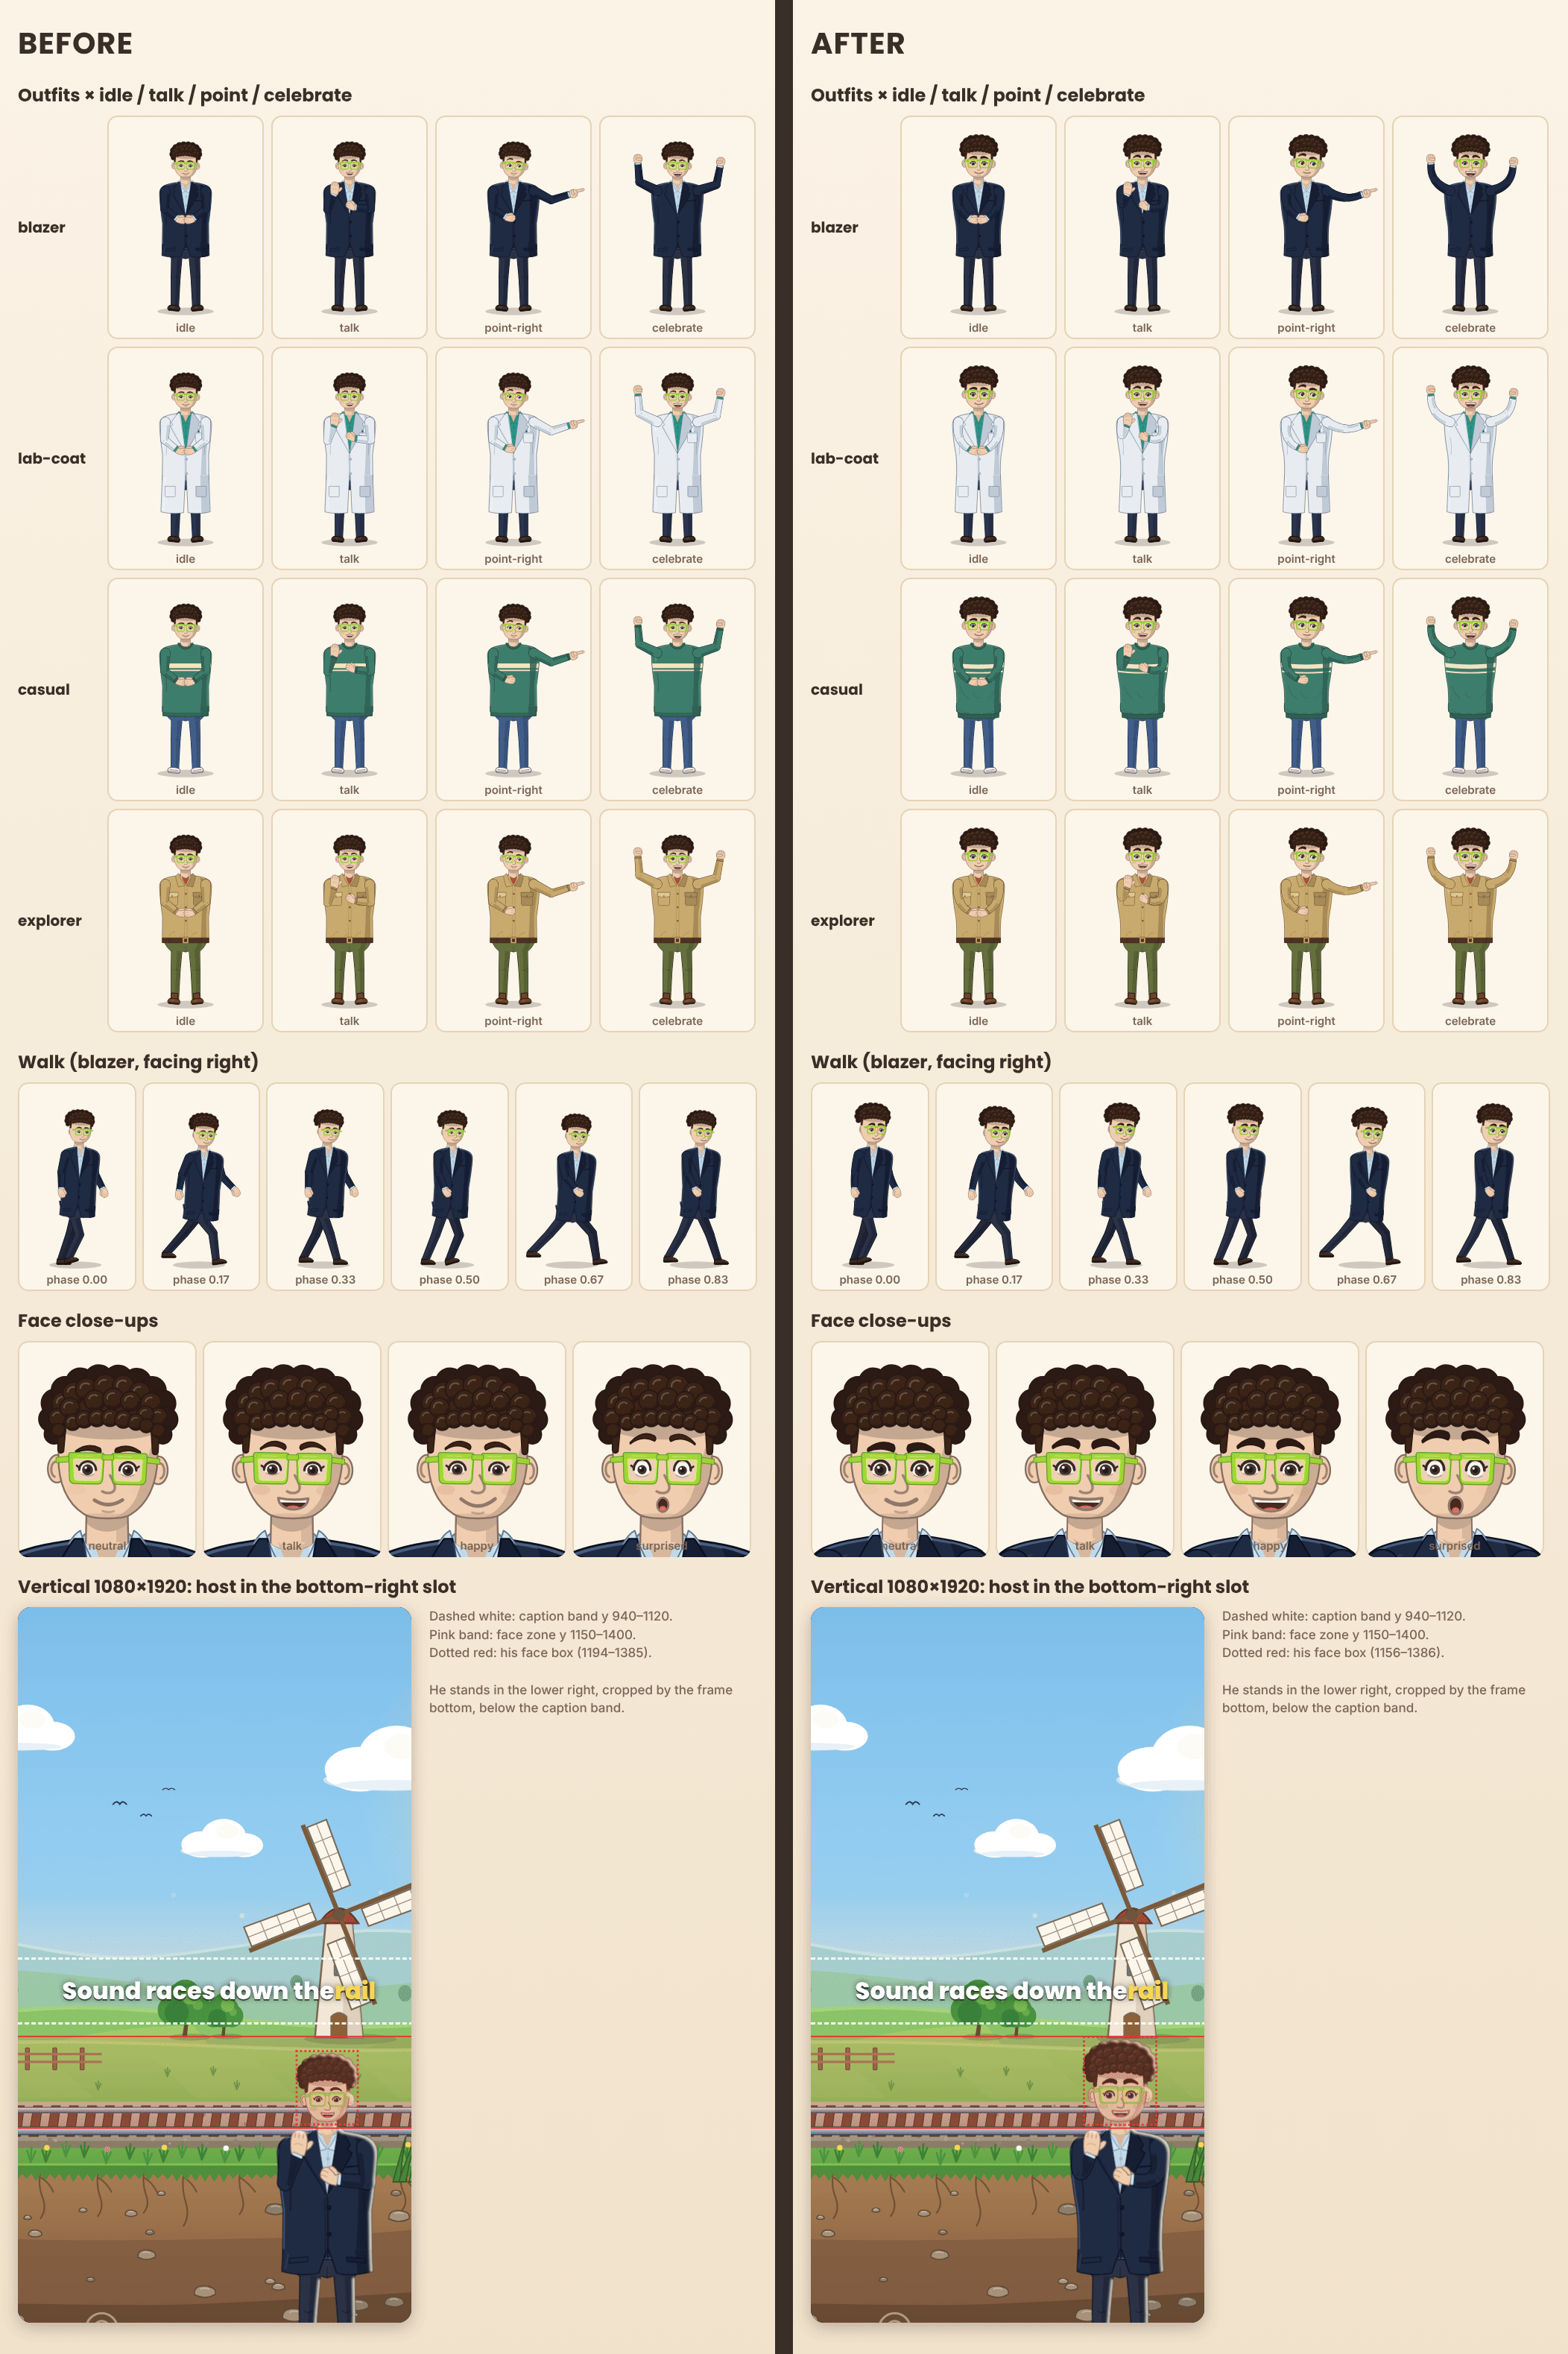 BEFORE
Outfits × idle / talk / point / celebrate
blazer
idle
talk
point-right
celebrate
lab-coat
idle
talk
point-right
celebrate
casual
idle
talk
point-right
celebrate
explorer
idle
talk
point-right
celebrate
Walk (blazer, facing right)
phase 0.00
phase 0.17
phase 0.33
phase 0.50
phase 0.67
phase 0.83
Face close-ups
neutral
talk
happy
surprised
Vertical 1080×1920: host in the bottom-right slot
Dashed white: caption band y 940–1120.
Pink band: face zone y 1150–1400.
Dotted red: his face box (1194–1385).
He stands in the lower right, cropped by the frame
bottom, below the caption band.
Sound races down the rail
AFTER
Outfits × idle / talk / point / celebrate
blazer
idle
talk
point-right
celebrate
lab-coat
idle
talk
point-right
celebrate
casual
idle
talk
point-right
celebrate
explorer
idle
talk
point-right
celebrate
Walk (blazer, facing right)
phase 0.00
phase 0.17
phase 0.33
phase 0.50
phase 0.67
phase 0.83
Face close-ups
neutral
talk
happy
surprised
Vertical 1080×1920: host in the bottom-right slot
Dashed white: caption band y 940–1120.
Pink band: face zone y 1150–1400.
Dotted red: his face box (1156–1386).
He stands in the lower right, cropped by the frame
bottom, below the caption band.
Sound races down the rail